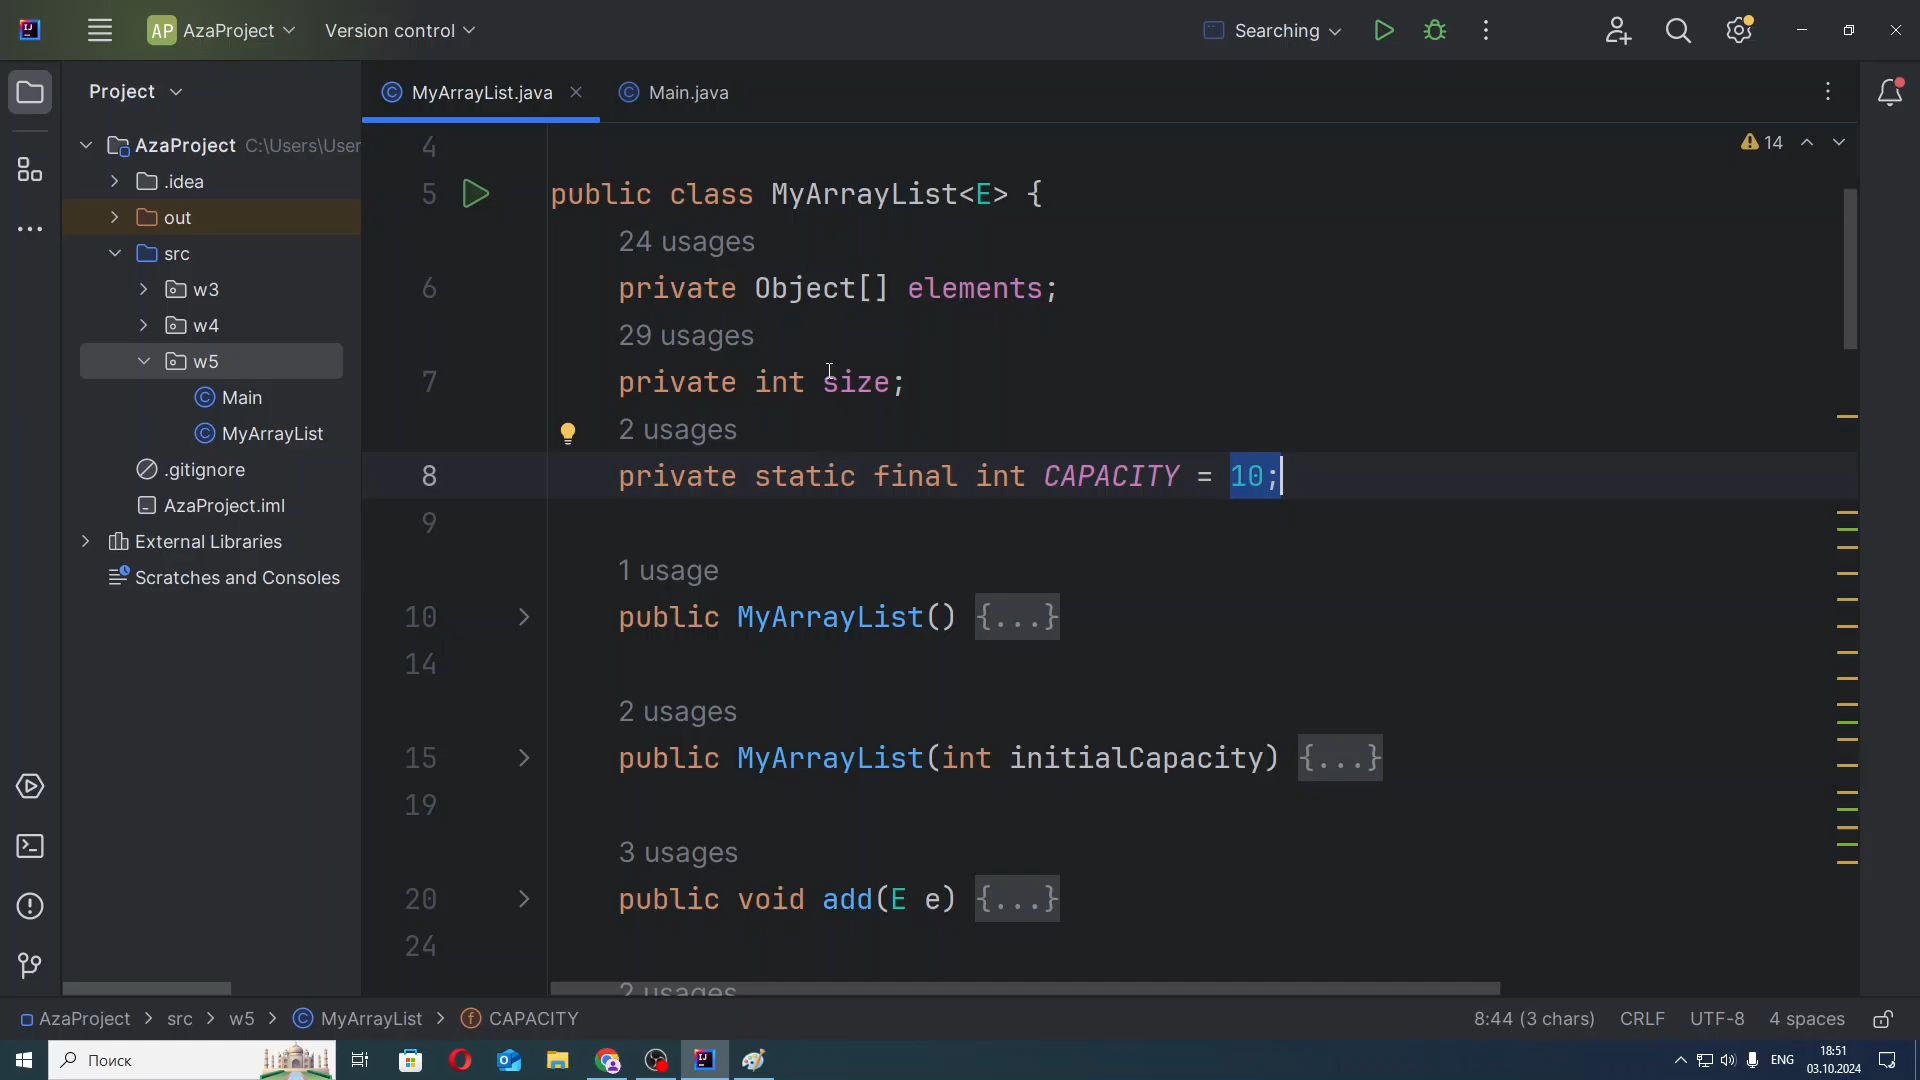 AP AzaProject
Version control
Searching
Project
MyArrayList.java
Main.java
AzaProject C:\Users\User
.idea
out
src
w3
w4
w5
Main
MyArrayList
.gitignore
AzaProject.iml
External Libraries
Scratches and Consoles
14
4
5 public class MyArrayList<E> {
24 usages
6 private Object[] elements;
29 usages
7 private int size;
2 usages
8 private static final int CAPACITY = 10;
9
1 usage
10 public MyArrayList() {...}
14
2 usages
15 public MyArrayList(int initialCapacity) {...}
19
3 usages
20 public void add(E e) {...}
24
2 usages
AzaProject > src > w5 > MyArrayList > CAPACITY
8:44 (3 chars) CRLF UTF-8 4 spaces
Поиск
ENG
18:51
03.10.2024